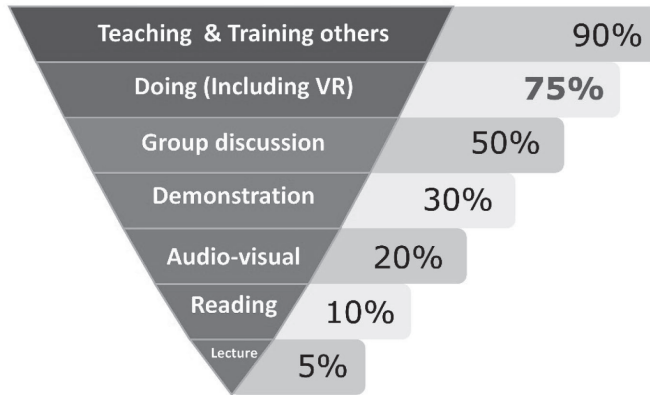 Teaching & Training others 90%
Doing (Including VR) 75%
Group discussion 50%
Demonstration 30%
Audio-visual 20%
Reading 10%
Lecture 5%